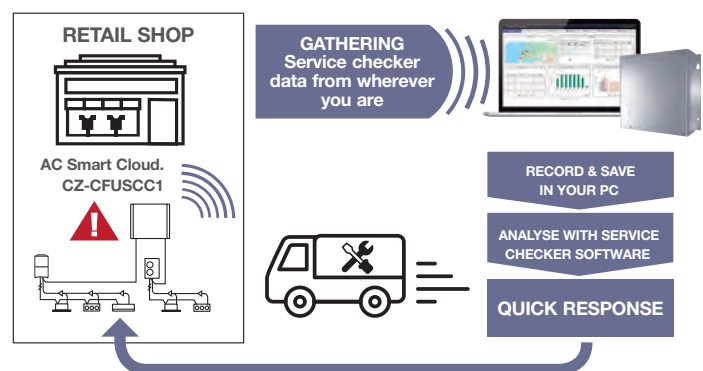 RETAIL SHOP
AC Smart Cloud.
CZ-CFUSCC1
GATHERING
Service checker
data from wherever
you are
RECORD & SAVE
IN YOUR PC
ANALYSE WITH SERVICE
CHECKER SOFTWARE
QUICK RESPONSE